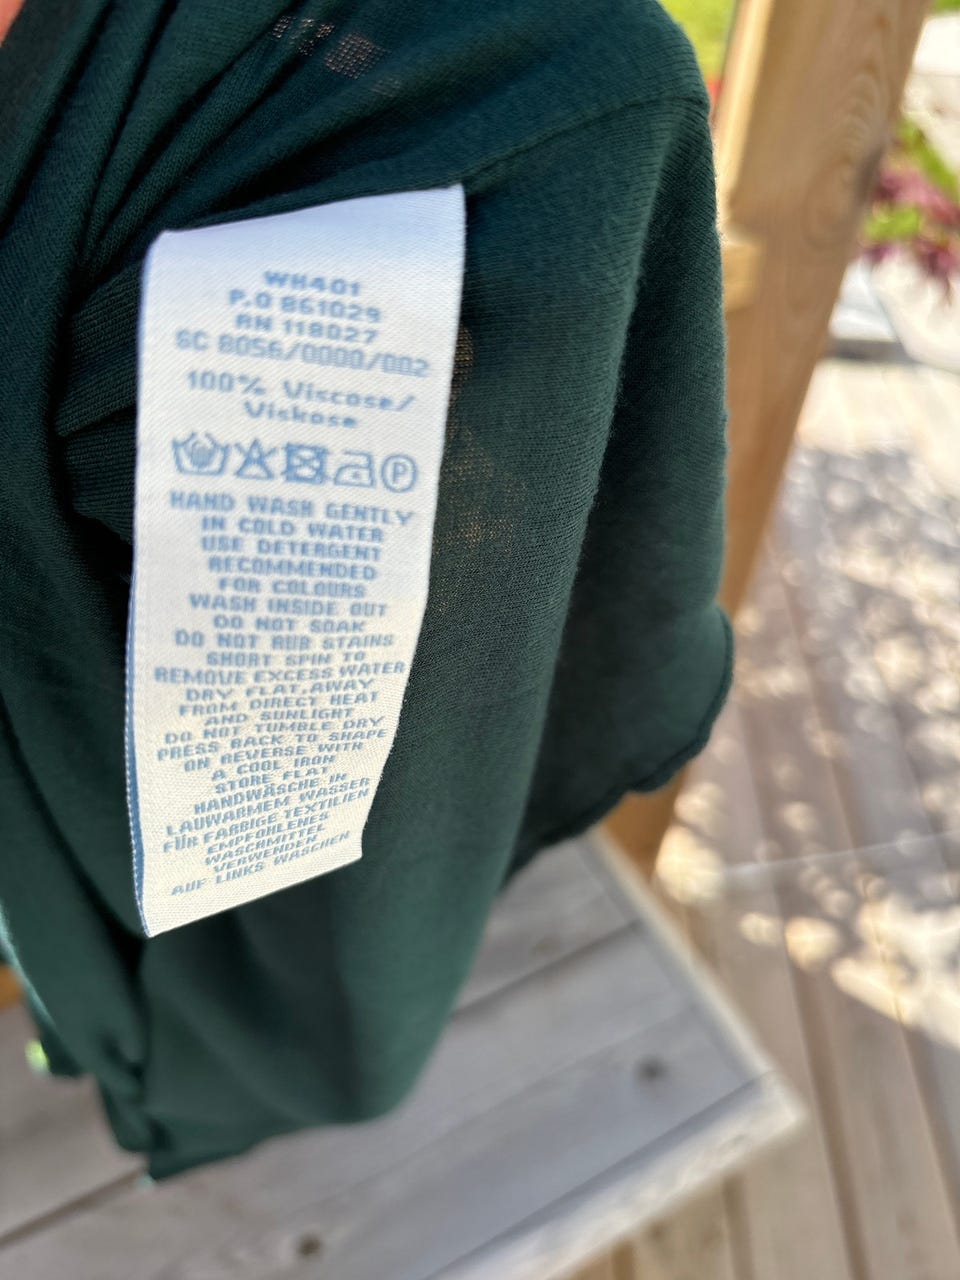 WH401
P.O 861029
RN 118027
SC 8056/0000/002
100% Viscose/
Viskose
P
HAND WASH GENTLY
IN COLD WATER
USE DETERGENT
RECOMMENDED
FOR COLOURS
WASH INSIDE OUT
DO NOT SOAK
DO NOT RUB STAINS
SHORT SPIN TO
REMOVE EXCESS WATER
DRY FLAT,AWAY
FROM DIRECT HEAT
AND SUNLIGHT
DO NOT TUMBLE DRY
PRESS BACK TO SHAPE
ON REVERSE WITH
A COOL IRON
STORE FLAT
HANDWÄSCHE IN
LAUWARMEM WASSER
FÜR FARBIGE TEXTILIEN
EMPFOHLENES
WASCHMITTEL
VERWENDEN
AUF LINKS WASCHEN